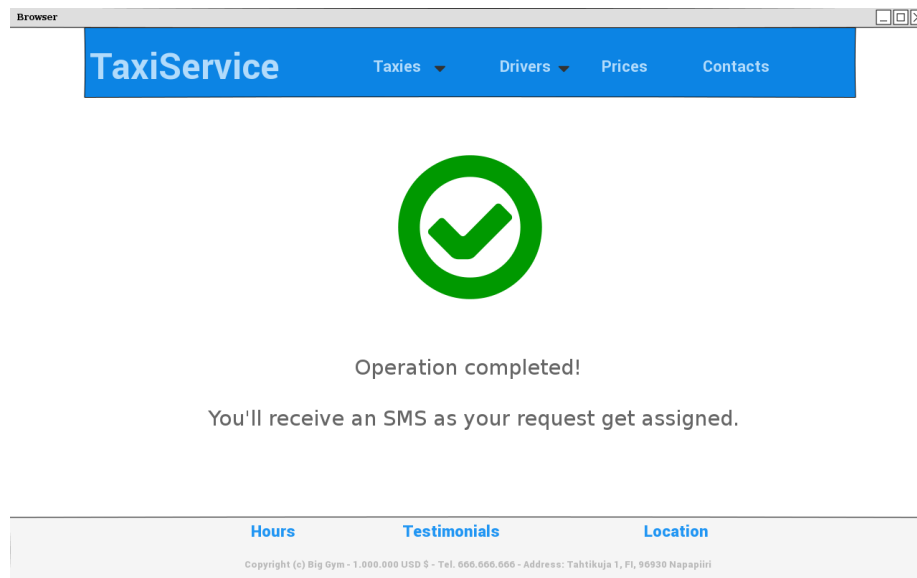 Browser
TaxiService Taxies Drivers Prices Contacts
Operation completed!
You'll receive an SMS as your request get assigned.
Hours Testimonials Location
Copyright (c) Big Gym - 1.000.000 USD $ - Tel. 666.666.666 - Address: Tahtikuja 1, FI, 96930 Napapiiri